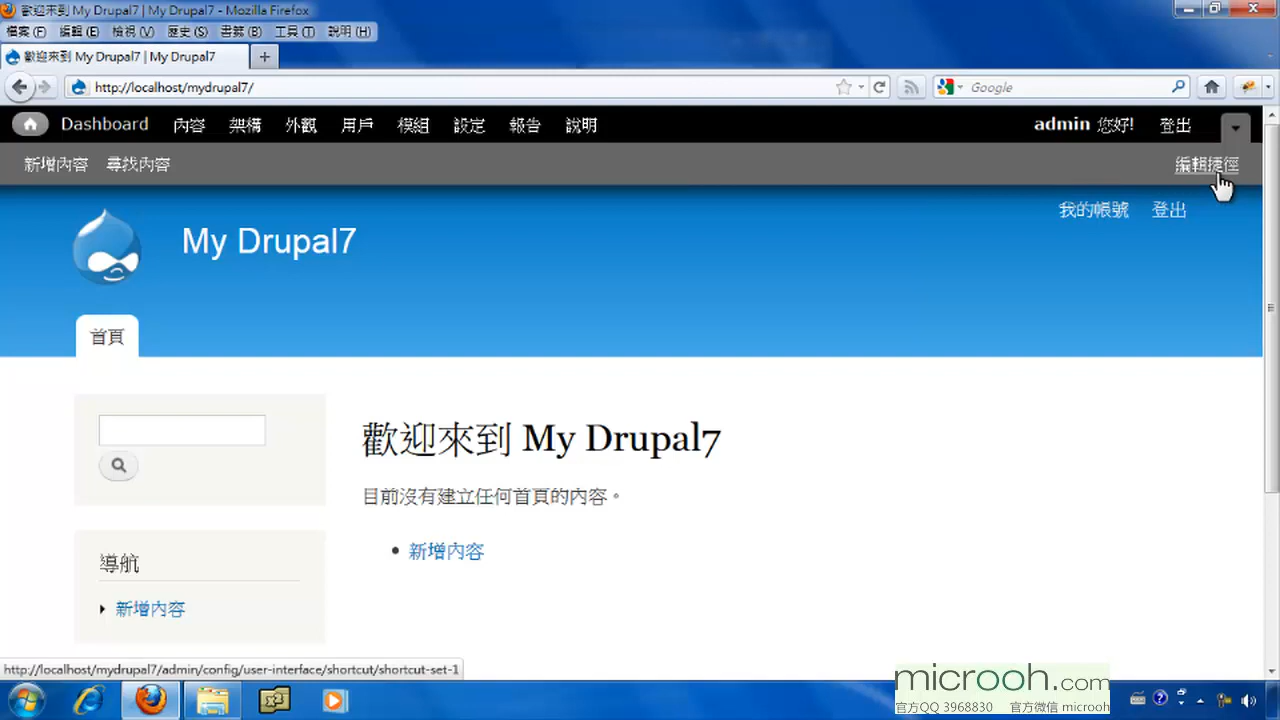 歡迎來到 My Drupal7 | My Drupal7 - Mozilla Firefox
檔案(F) 編輯(E) 檢視(V) 歷史(S) 書籤(B) 工具(T) 說明(H)
歡迎來到 My Drupal7 | My Drupal7
http://localhost/mydrupal7/
Google
Dashboard 內容 架構 外觀 用戶 模組 設定 報告 說明 admin 您好! 登出
新增內容 尋找內容 編輯捷徑
我的帳號 登出
My Drupal7
首頁
歡迎來到 My Drupal7
目前沒有建立任何首頁的內容。
新增內容
導航
新增內容
http://localhost/mydrupal7/admin/config/user-interface/shortcut/shortcut-set-1
microoh.com
官方QQ 3968830 官方微信 microoh